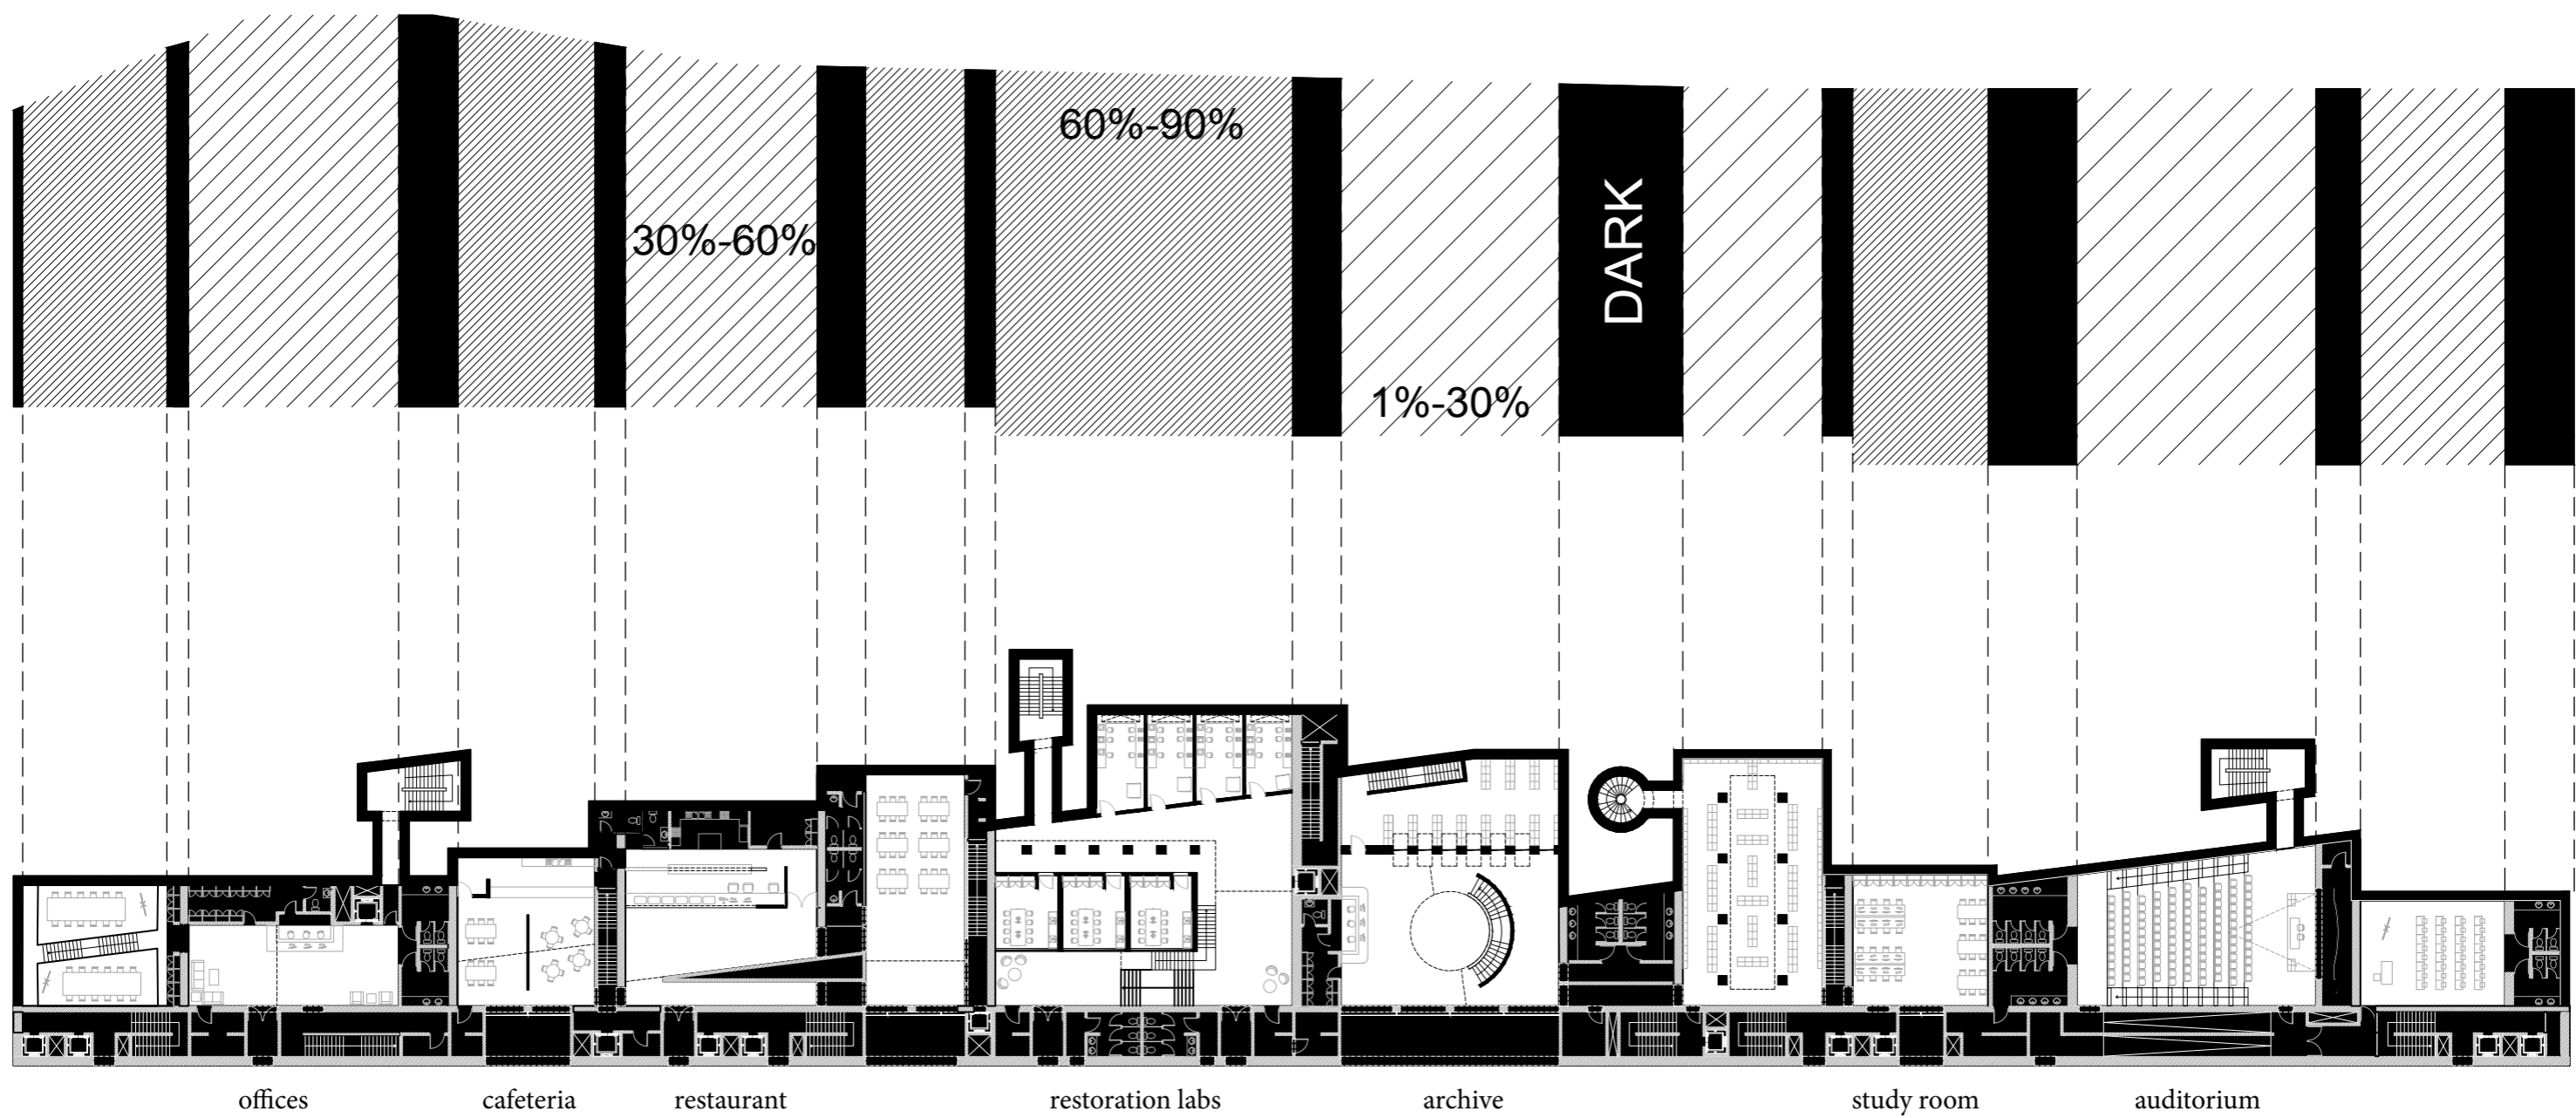 60%-90%
30%-60%
DARK
1%-30%
offices
cafeteria
restaurant
restoration labs
archive
study room
auditorium